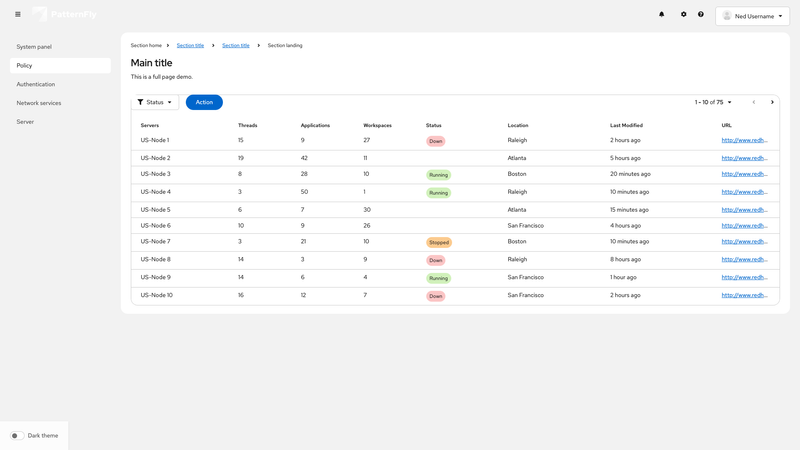 PatternFly
Ned Username
System panel
Policy
Authentication
Network services
Server
Section home > Section title > Section title > Section landing
Main title
This is a full page demo.
Status Action 1 - 10 of 75
Servers Threads Applications Workspaces Status Location Last Modified URL
US-Node 1 15 9 27 Down Raleigh 2 hours ago http://www.redh...
US-Node 2 19 42 11 Atlanta 5 hours ago http://www.redh...
US-Node 3 8 28 10 Running Boston 20 minutes ago http://www.redh...
US-Node 4 3 50 1 Running Raleigh 10 minutes ago http://www.redh...
US-Node 5 6 7 30 Atlanta 15 minutes ago http://www.redh...
US-Node 6 10 9 26 San Francisco 4 hours ago http://www.redh...
US-Node 7 3 21 10 Stopped Boston 10 minutes ago http://www.redh...
US-Node 8 14 3 9 Down Raleigh 8 hours ago http://www.redh...
US-Node 9 14 6 4 Running San Francisco 1 hour ago http://www.redh...
US-Node 10 16 12 7 Down San Francisco 2 hours ago http://www.redh...
Dark theme